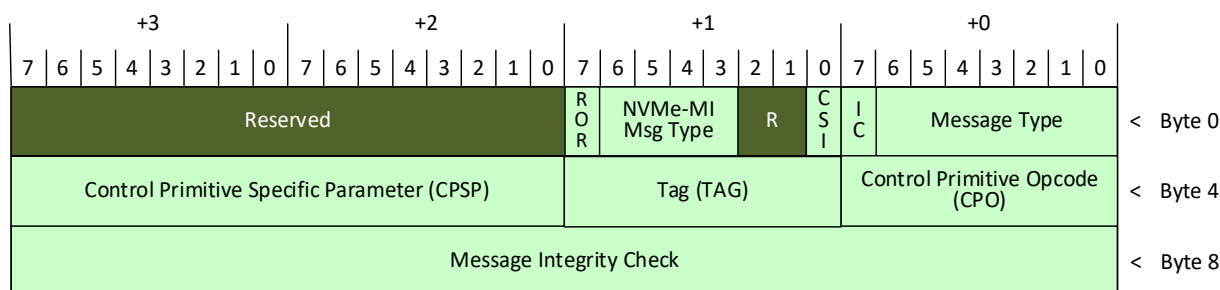 +3 +2 +1 +0
7 6 5 4 3 2 1 0 7 6 5 4 3 2 1 0 7 6 5 4 3 2 1 0 7 6 5 4 3 2 1 0
Reserved
ROR
NVMe-MI
Msg Type
R
CSI
IC
Message Type
< Byte 0
Control Primitive Specific Parameter (CPSP)
Tag (TAG)
Control Primitive Opcode
(CPO)
< Byte 4
Message Integrity Check
< Byte 8